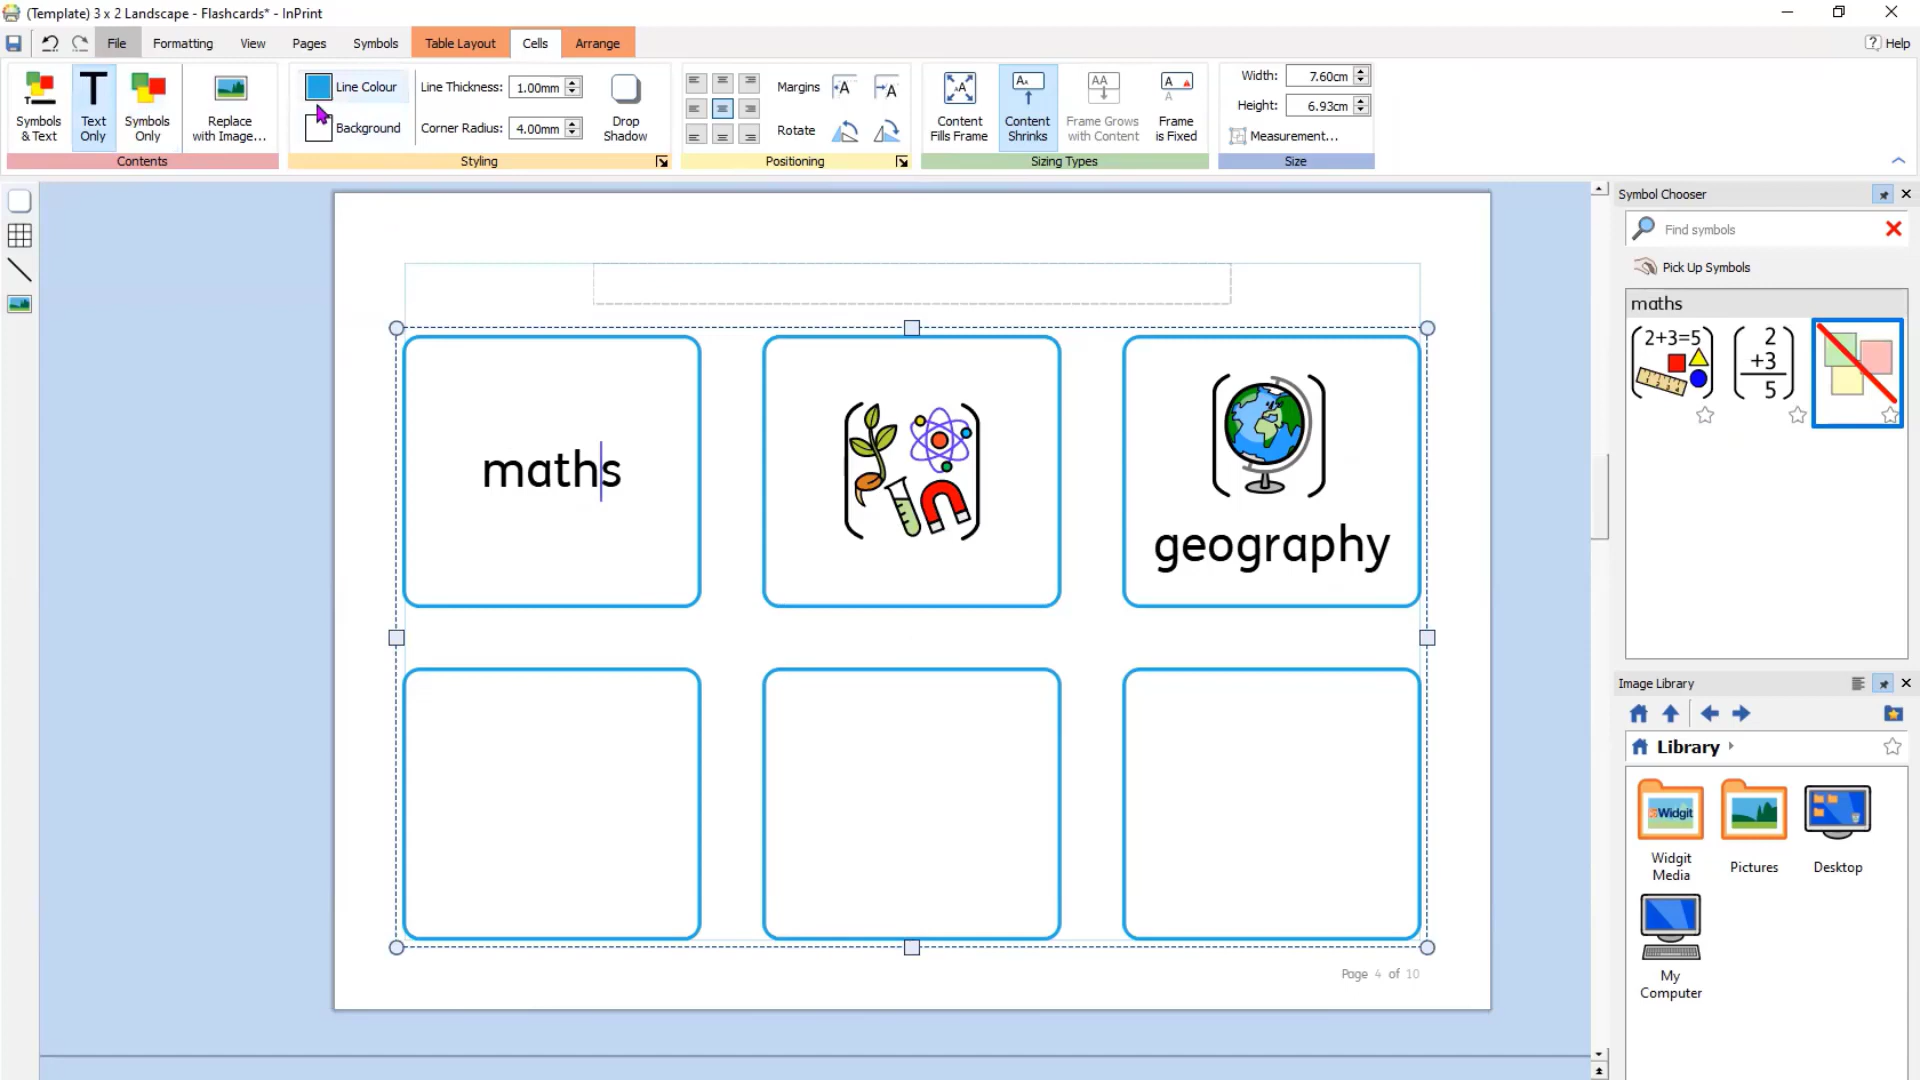 (Template) 3 x 2 Landscape - Flashcards* - InPrint
File Formatting View Pages Symbols Table Layout Cells Arrange Help
Symbols & Text
Text Only
Symbols Only
Replace with Image...
Contents
Line Colour
Background
Line Thickness: 1.00mm
Corner Radius: 4.00mm
Drop Shadow
Styling
Margins
Rotate
Positioning
Content Fills Frame
Content Shrinks
Frame Grows with Content
Frame is Fixed
Sizing Types
Width: 7.60cm
Height: 6.93cm
Measurement...
Size
maths
geography
Page 4 of 10
Symbol Chooser
Find symbols
Pick Up Symbols
maths
2+3=5
2
+3
5
Image Library
Library
Widgit
Widgit Media
Pictures
Desktop
My Computer